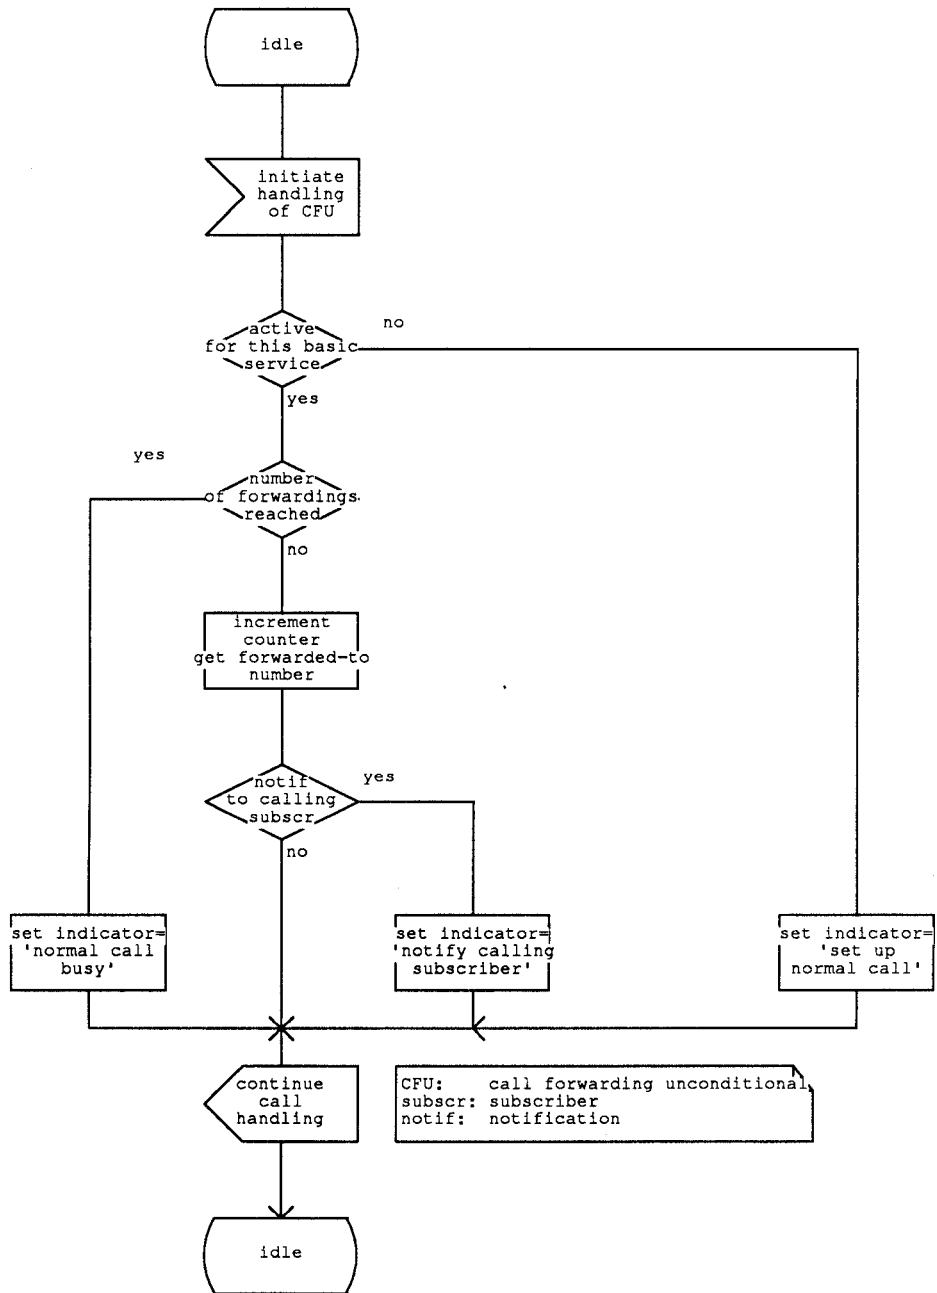 idle
initiate
handling
of CFU
active
for this basic
service
no
yes
yes
number
of forwardings
reached
no
increment
counter
get forwarded-to
number
notif
to calling
subscr
yes
no
set indicator=
'normal call
busy'
set indicator=
'notify calling
subscriber'
set indicator=
'set up
normal call'
continue
call
handling
CFU: call forwarding unconditional
subscr: subscriber
notif: notification
idle